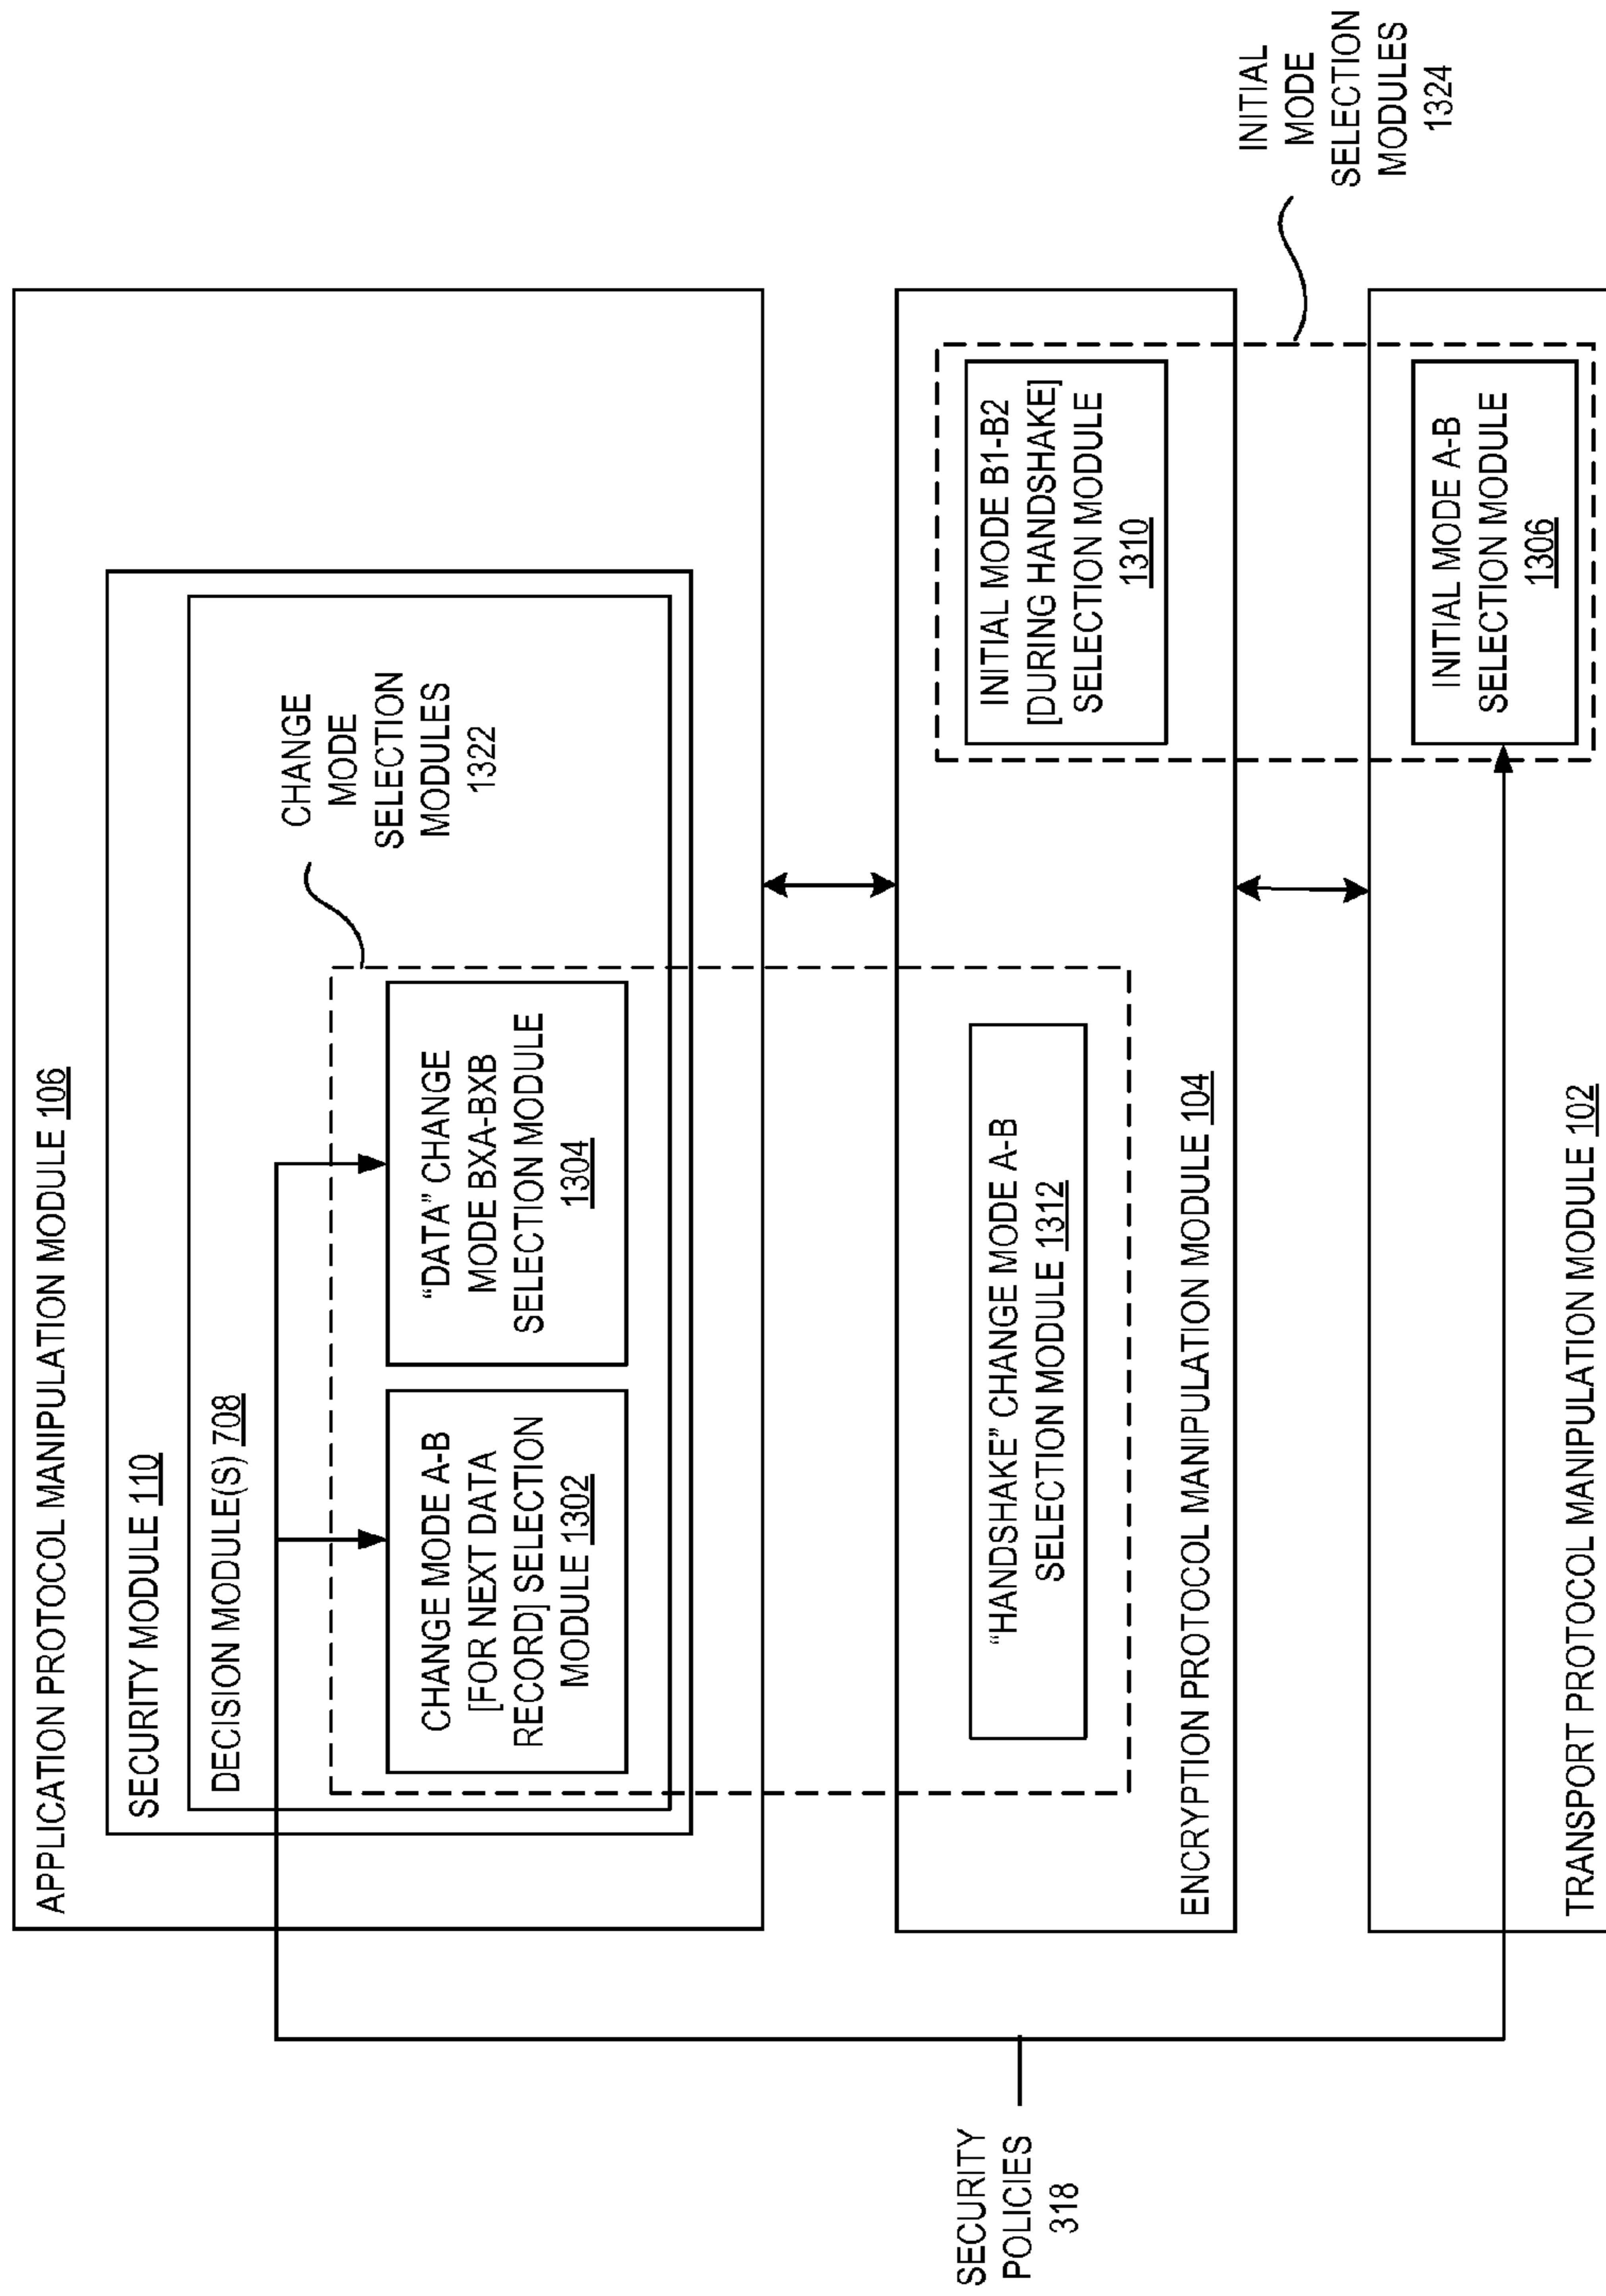 APPLICATION PROTOCOL MANIPULATION MODULE 106
SECURITY MODULE 110
DECISION MODULE(S) 708
CHANGE
MODE
SELECTION
MODULES
1322
CHANGE MODE A-B
[FOR NEXT DATA
RECORD] SELECTION
MODULE 1302
“DATA” CHANGE
MODE BXA-BXB
SELECTION MODULE
1304
“HANDSHAKE” CHANGE MODE A-B
SELECTION MODULE 1312
INITIAL MODE B1-B2
[DURING HANDSHAKE]
SELECTION MODULE
1310
ENCRYPTION PROTOCOL MANIPULATION MODULE 104
INITIAL
MODE
SELECTION
MODULES
1324
SECURITY
POLICIES
318
INITIAL MODE A-B
SELECTION MODULE
1306
TRANSPORT PROTOCOL MANIPULATION MODULE 102